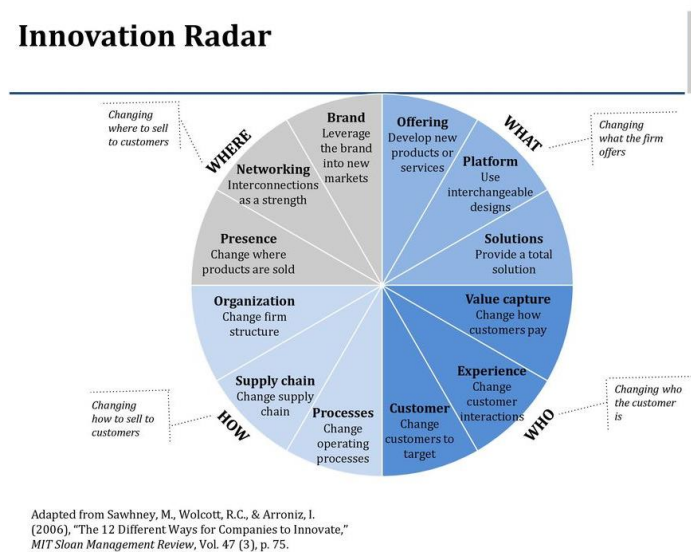 Innovation Radar
Changing
where to sell
to customers
WHERE
Brand
Leverage
the brand
into new
markets
Offering
Develop new
products or
services
WHAT
Changing
what the firm
offers
Networking
Interconnections
as a strength
Platform
Use
interchangeable
designs
Presence
Change where
products are sold
Solutions
Provide a total
solution
Organization
Change firm
structure
Value capture
Change how
customers pay
Supply chain
Change supply
chain
Experience
Change
customer
interactions
Processes
Change
operating
processes
Customer
Change
customers to
target
Changing
how to sell to
customers
HOW
WHO
Changing who
the customer
is
Adapted from Sawhney, M., Wolcott, R.C., & Arroniz, I.
(2006), “The 12 Different Ways for Companies to Innovate,”
MIT Sloan Management Review, Vol. 47 (3), p. 75.